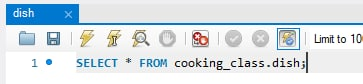 dish
Limit to 10
1
SELECT * FROM cooking_class.dish;